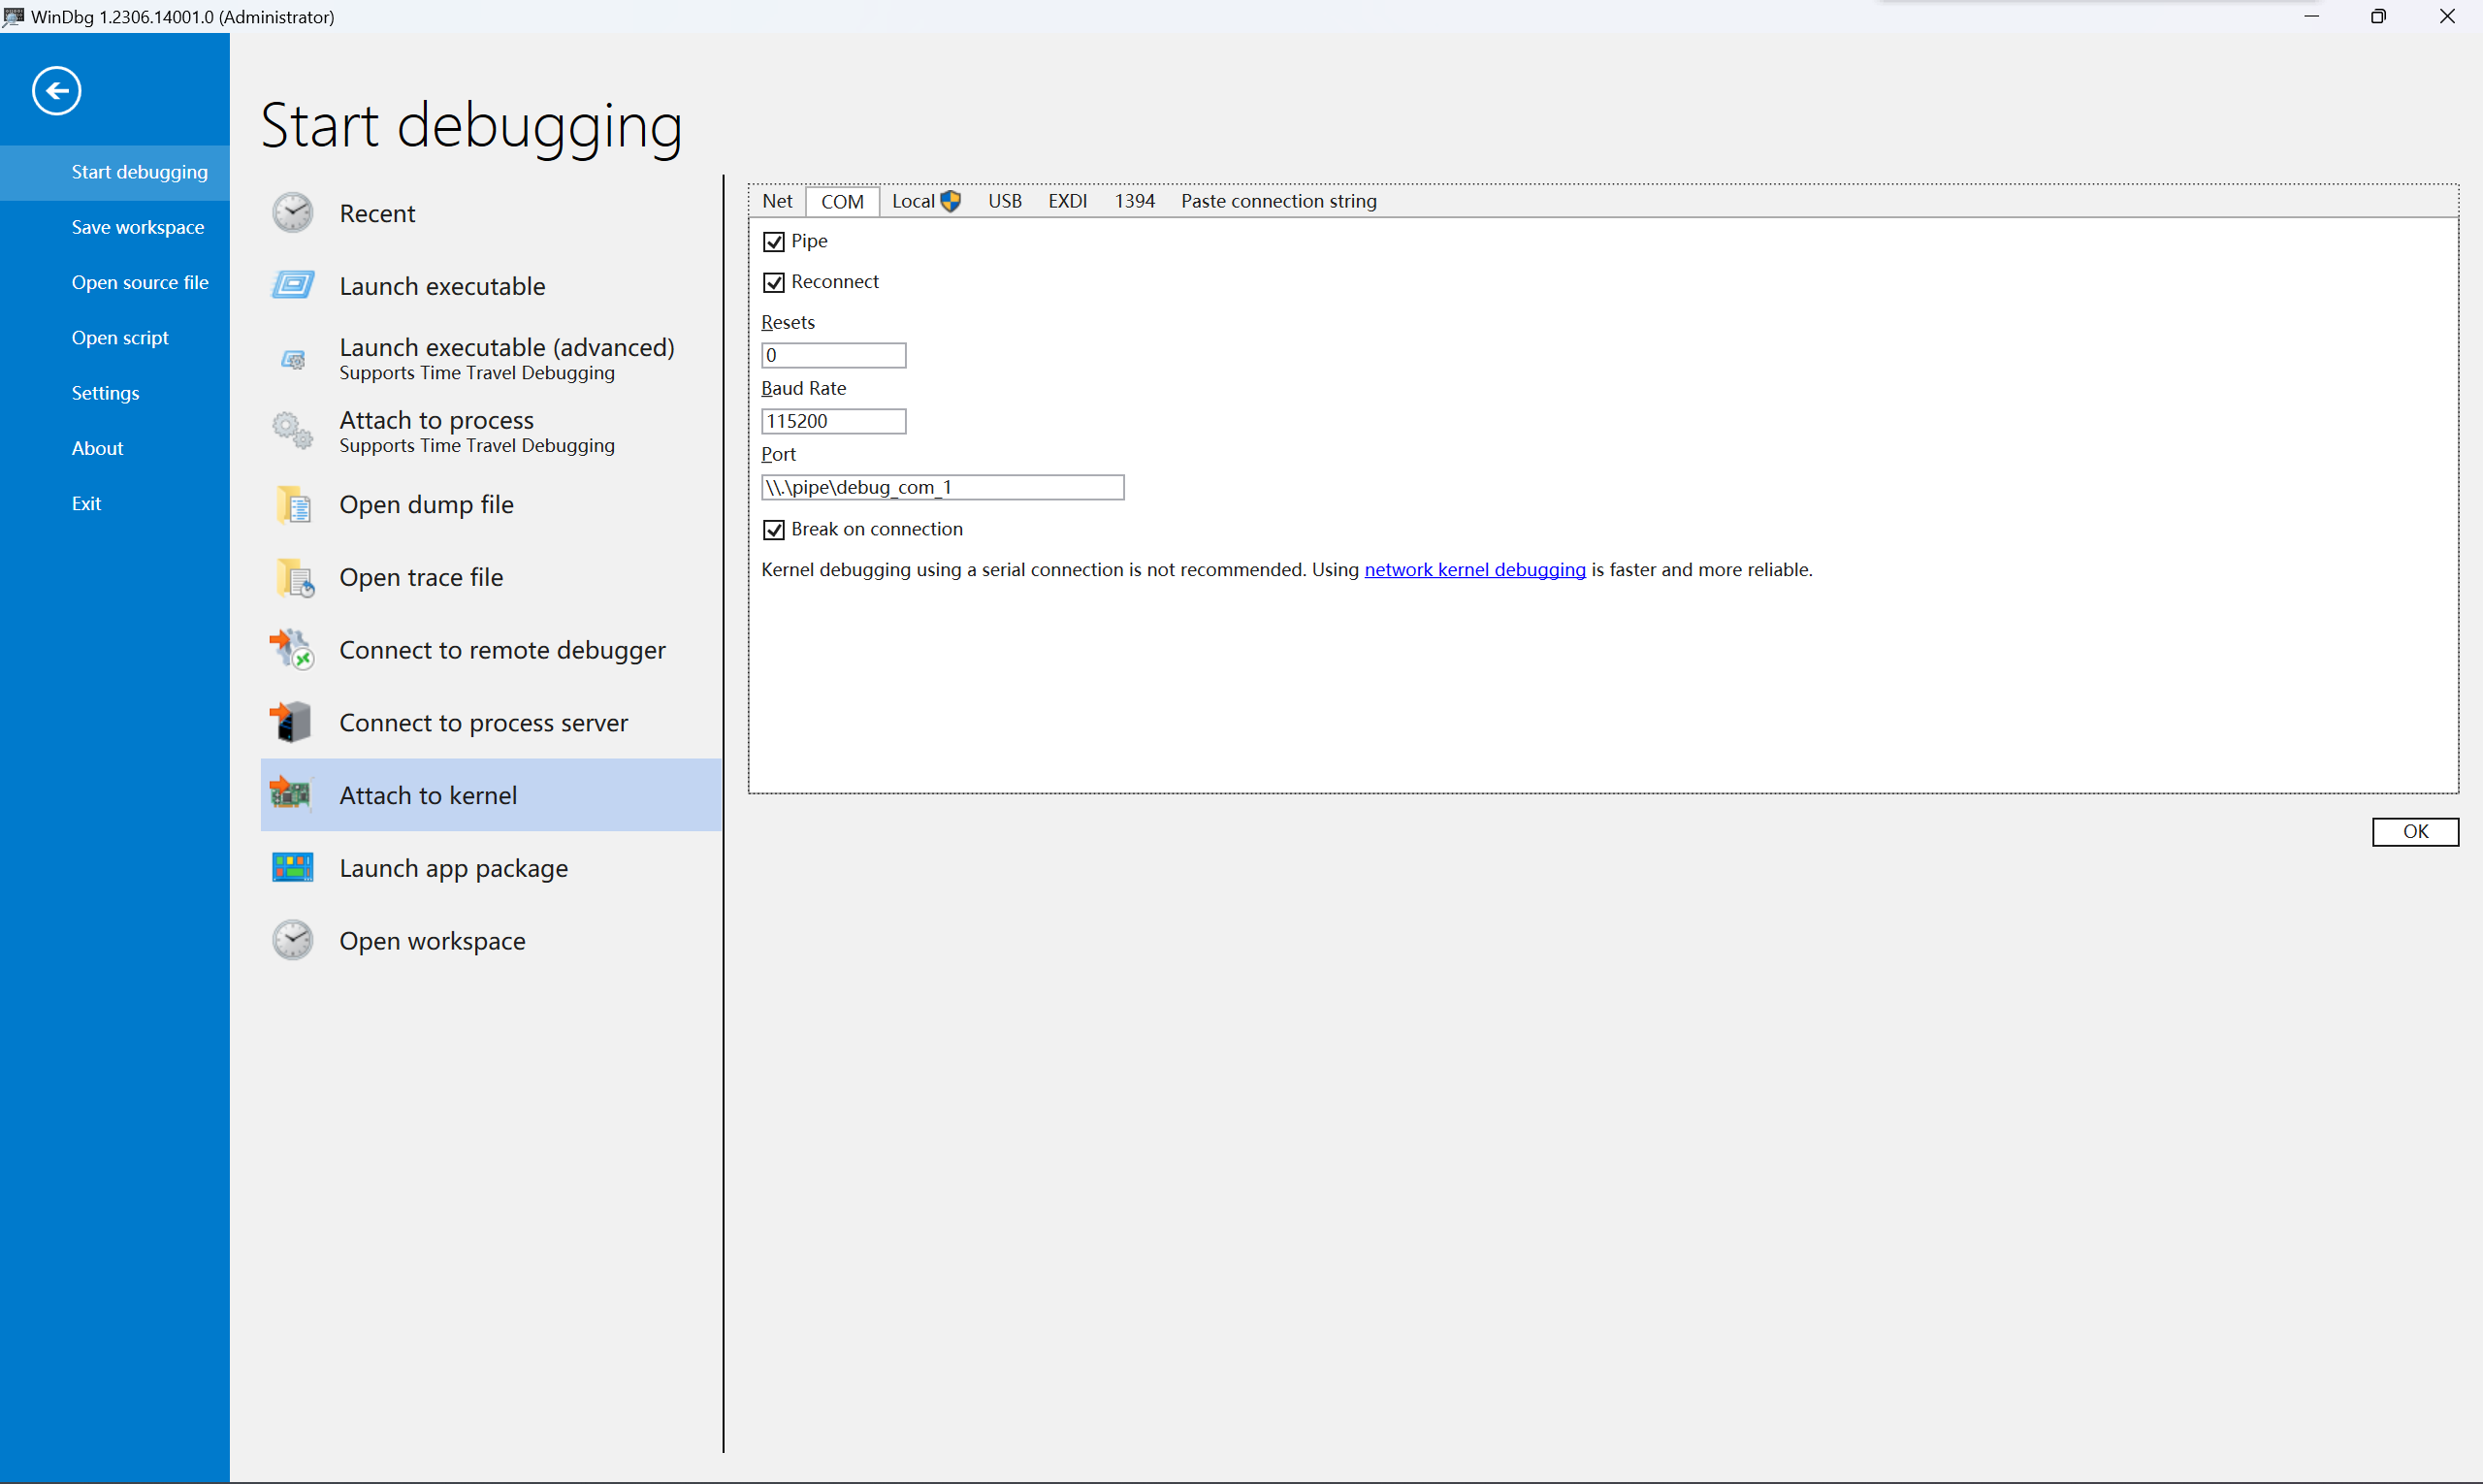 WinDbg 1.2306.14001.0 (Administrator)
Start debugging
Save workspace
Open source file
Open script
Settings
About
Exit
Start debugging
Recent
Launch executable
Launch executable (advanced)
Supports Time Travel Debugging
Attach to process
Supports Time Travel Debugging
Open dump file
Open trace file
Connect to remote debugger
Connect to process server
Attach to kernel
Launch app package
Open workspace
Net COM Local USB EXDI 1394 Paste connection string
Pipe
Reconnect
Resets
0
Baud Rate
115200
Port
\\.\pipe\debug_com_1
Break on connection
Kernel debugging using a serial connection is not recommended. Using network kernel debugging is faster and more reliable.
OK